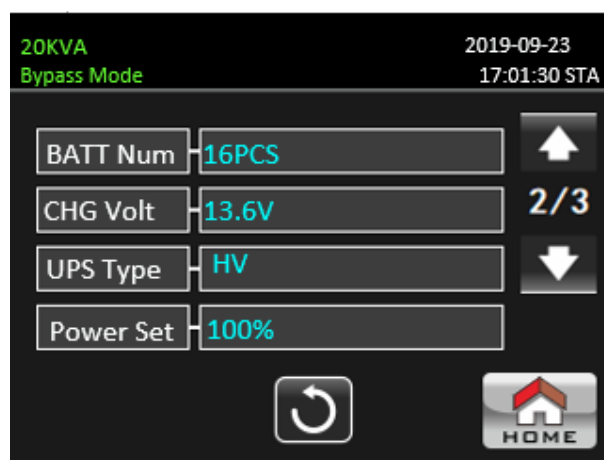 20KVA 2019-09-23
Bypass Mode 17:01:30 STA
BATT Num 16PCS
CHG Volt 13.6V
2/3
UPS Type HV
Power Set 100%
HOME